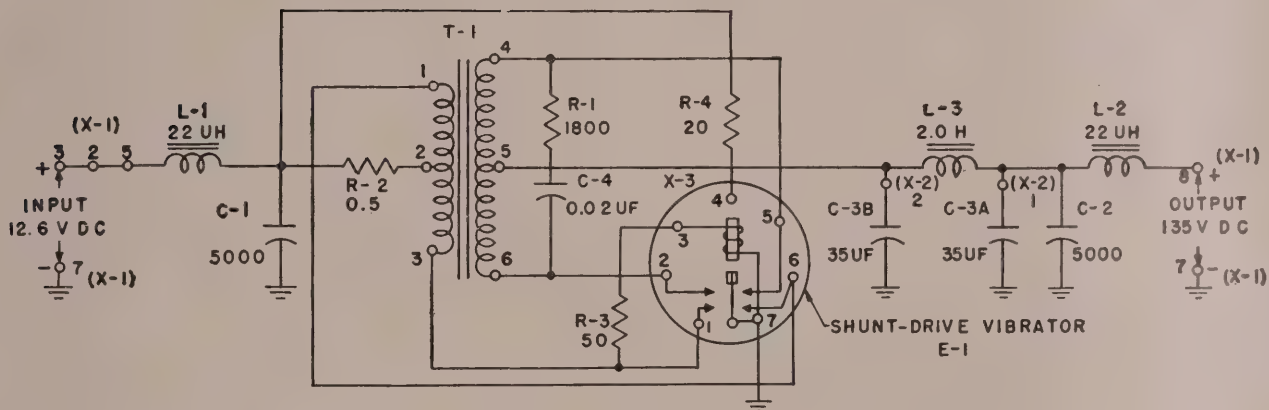 T-1
4
1
L-1
22 UH
(X-1)
+
3
2
5
R-1
1800
R-4
20
L-3
2.0 H
L-2
22 UH
(X-1)
8
+
2
5
R-2
0.5
C-4
0.02 UF
X-3
4
INPUT
12.6 V DC
C-1
5000
-
7
(X-1)
3
6
3
5
2
6
1
7
R-3
50
C-3B
35UF
(X-2)
2
C-3A
35UF
(X-2)
1
C-2
5000
OUTPUT
135 V DC
7
-
(X-1)
SHUNT-DRIVE VIBRATOR
E-1